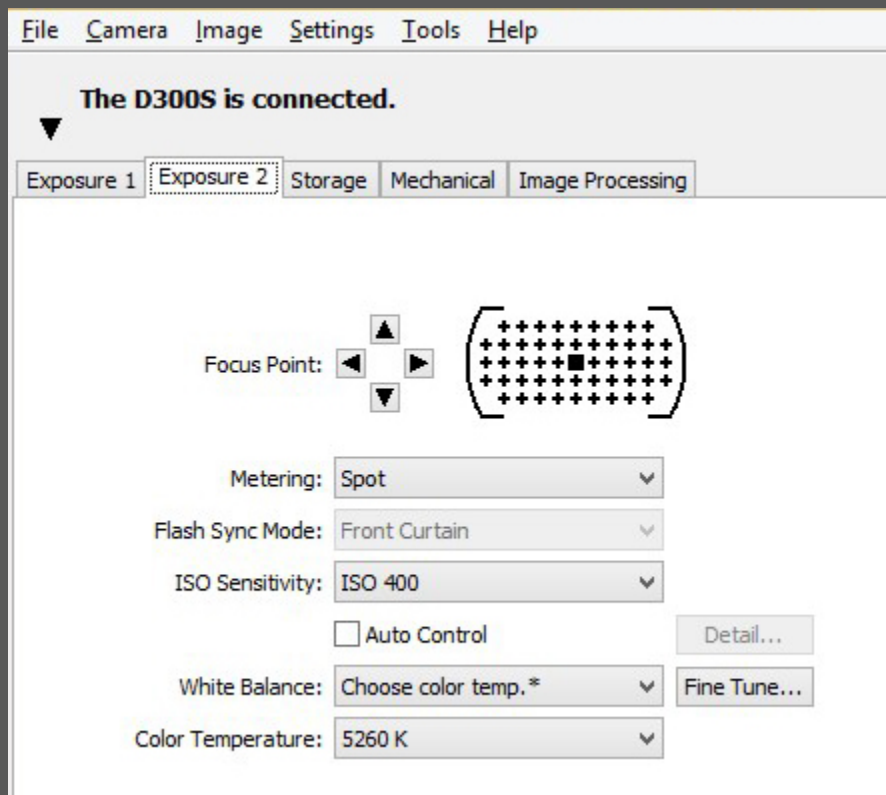 File Camera Image Settings Tools Help
The D300S is connected.
Exposure 1 Exposure 2 Storage Mechanical Image Processing
Focus Point:
Metering: Spot
Flash Sync Mode: Front Curtain
ISO Sensitivity: ISO 400
Auto Control Detail...
White Balance: Choose color temp.* Fine Tune...
Color Temperature: 5260 K